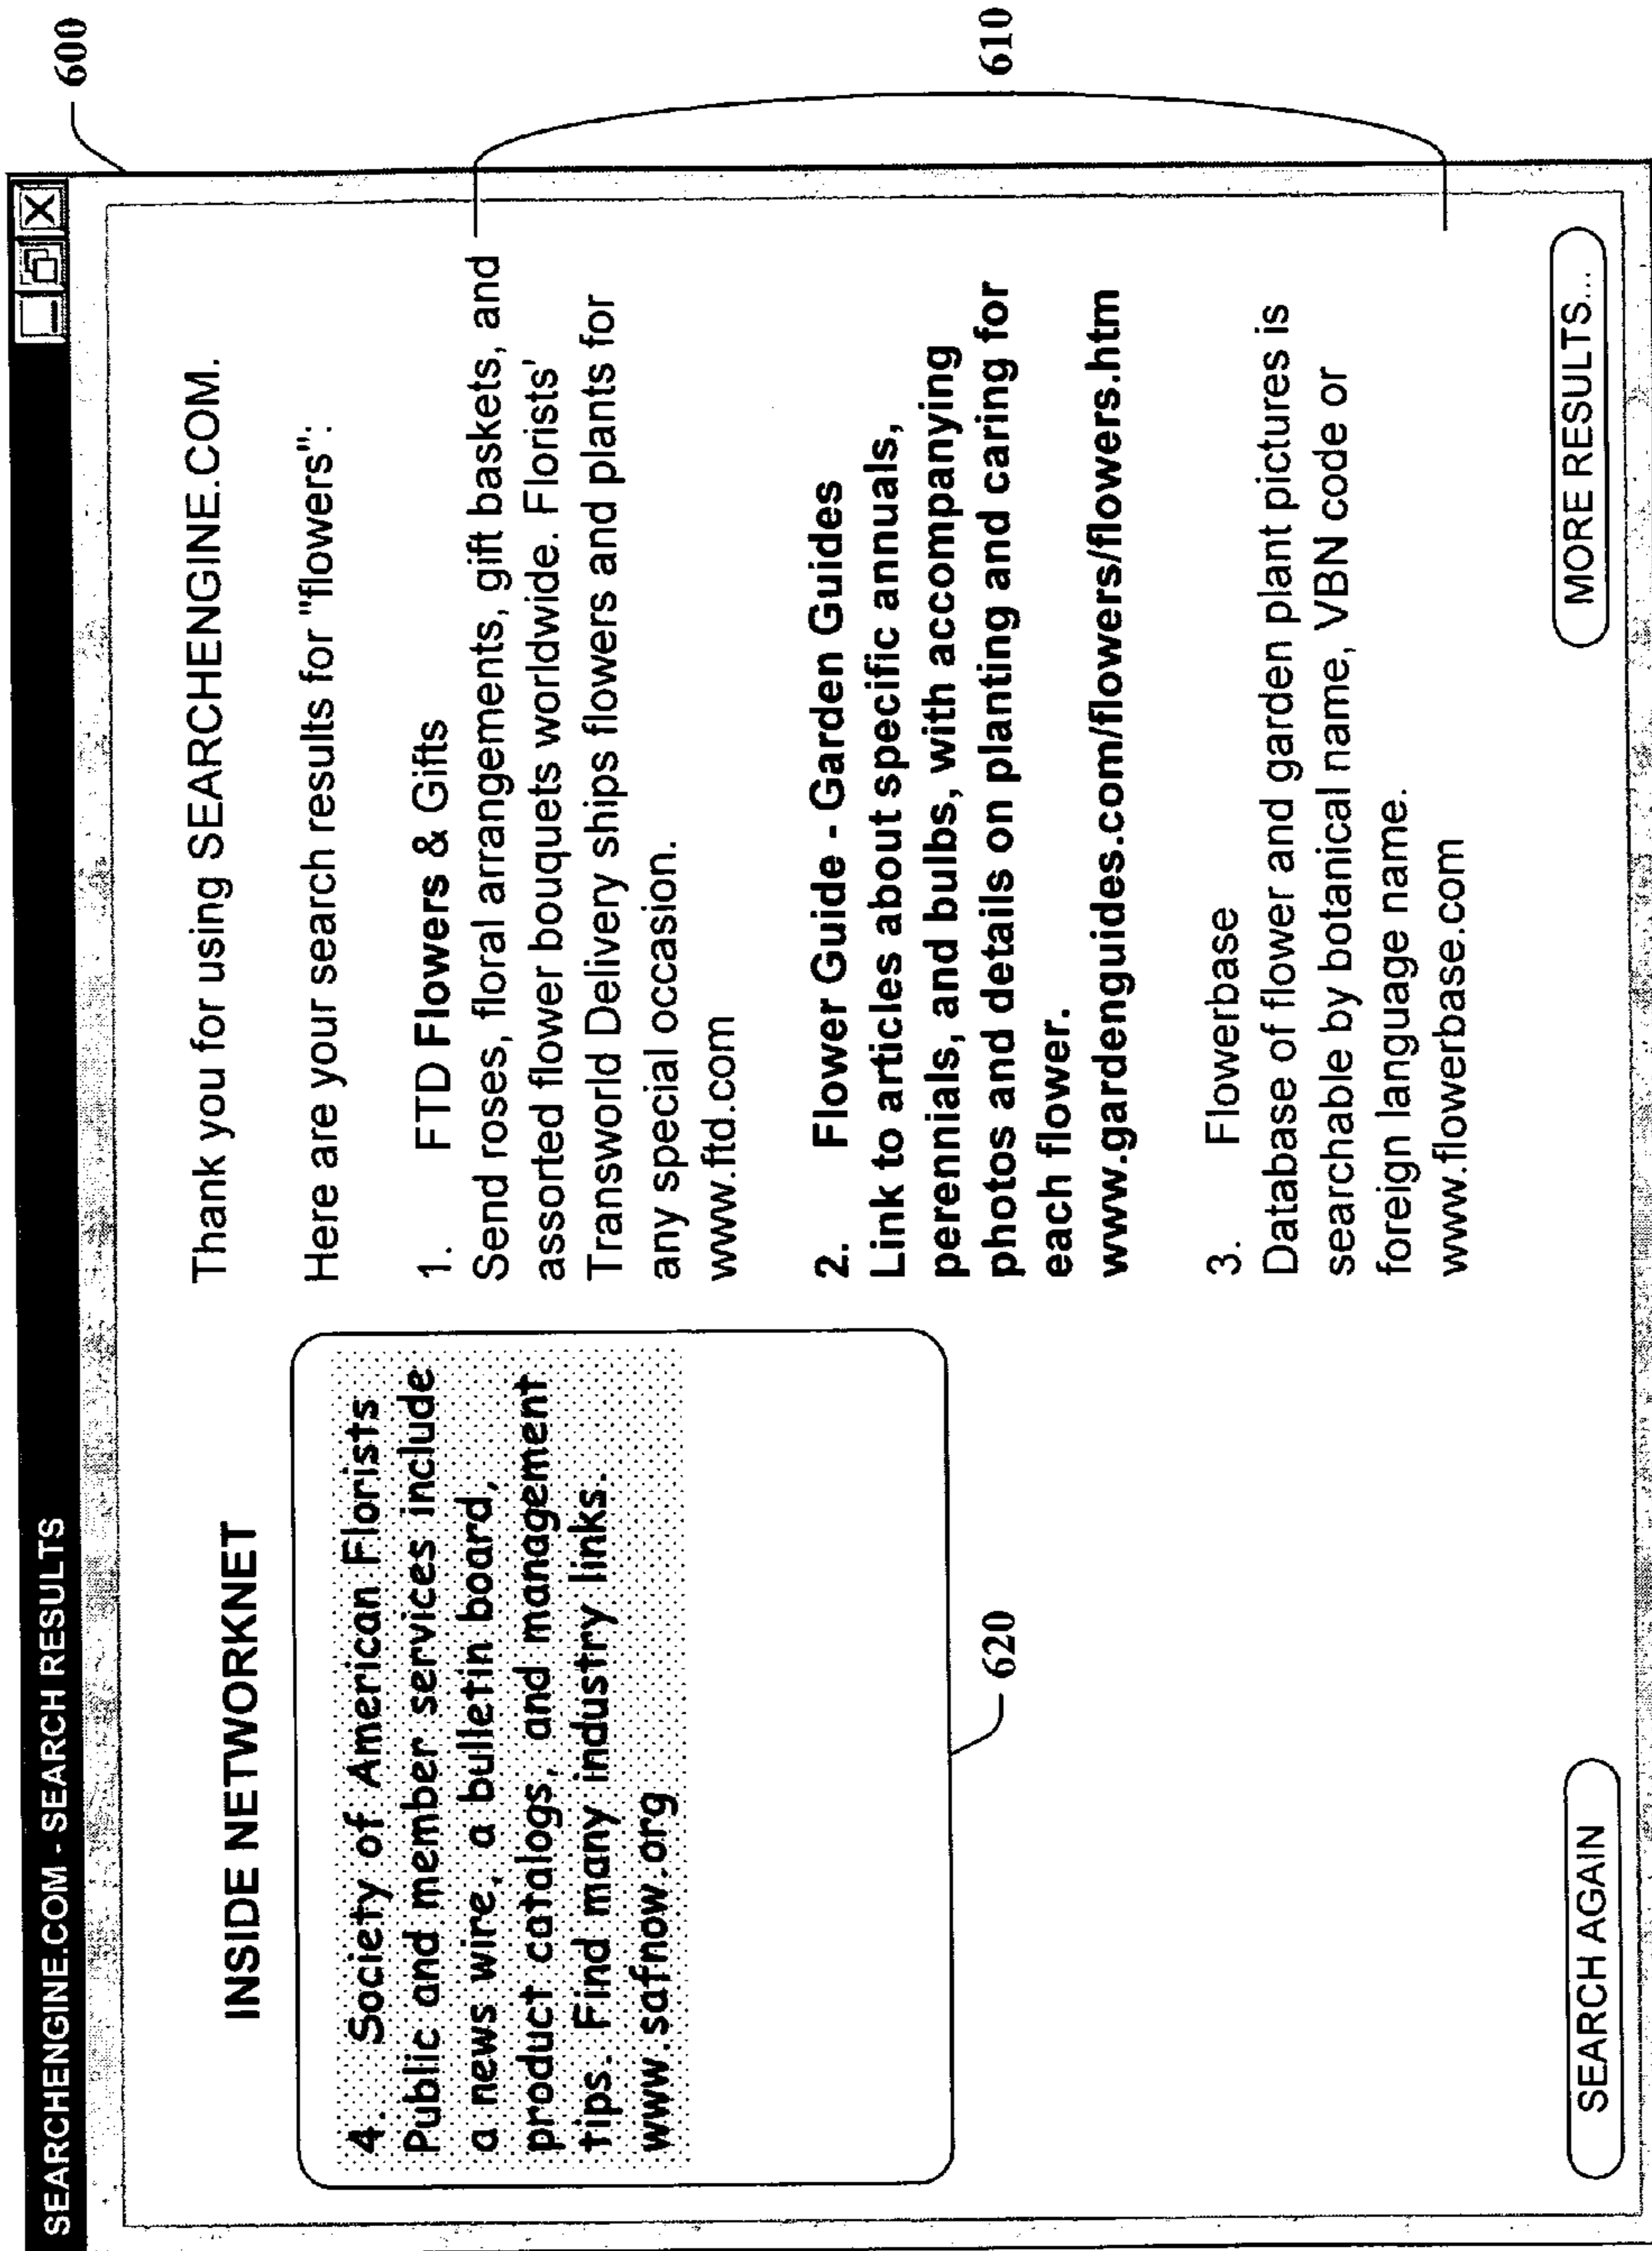 SEARCHENGINE.COM - SEARCH RESULTS
600
INSIDE NETWORKNET
4. Society of American Florists
Public and member services include
a news wire, a bulletin board,
product catalogs, and management
tips. Find many industry links.
www.safnow.org
620
Thank you for using SEARCHENGINE.COM.
Here are your search results for "flowers":
1. FTD Flowers & Gifts
Send roses, floral arrangements, gift baskets, and
assorted flower bouquets worldwide. Florists'
Transworld Delivery ships flowers and plants for
any special occasion.
www.ftd.com
2. Flower Guide - Garden Guides
Link to articles about specific annuals,
perennials, and bulbs, with accompanying
photos and details on planting and caring for
each flower.
www.gardenguides.com/flowers/flowers.htm
3. Flowerbase
Database of flower and garden plant pictures is
searchable by botanical name, VBN code or
foreign language name.
www.flowerbase.com
610
SEARCH AGAIN
MORE RESULTS...